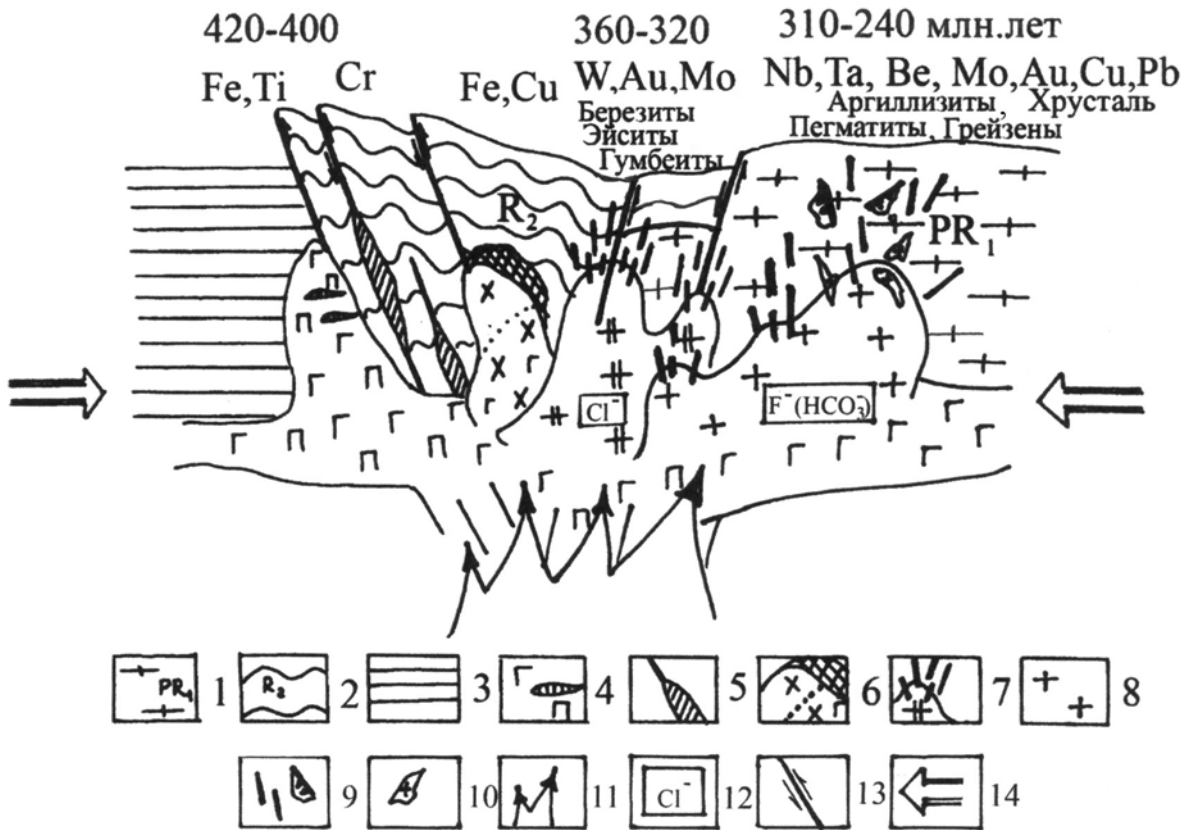 420-400 360-320 310-240 млн.лет
Fe,Ti Cr Fe,Cu W,Au,Mo Nb,Ta, Be, Mo,Au,Cu,Pb
Березиты Аргиллизиты, Хрусталь
Эйситы Пегматиты, Грейзены
Гумбеиты
R₂
PR₁
Cl⁻
F⁻(HCO₃⁻)
PR₁ 1 R₂ 2 3 4 5 6 7 8
9 10 11 Cl⁻ 12 13 14